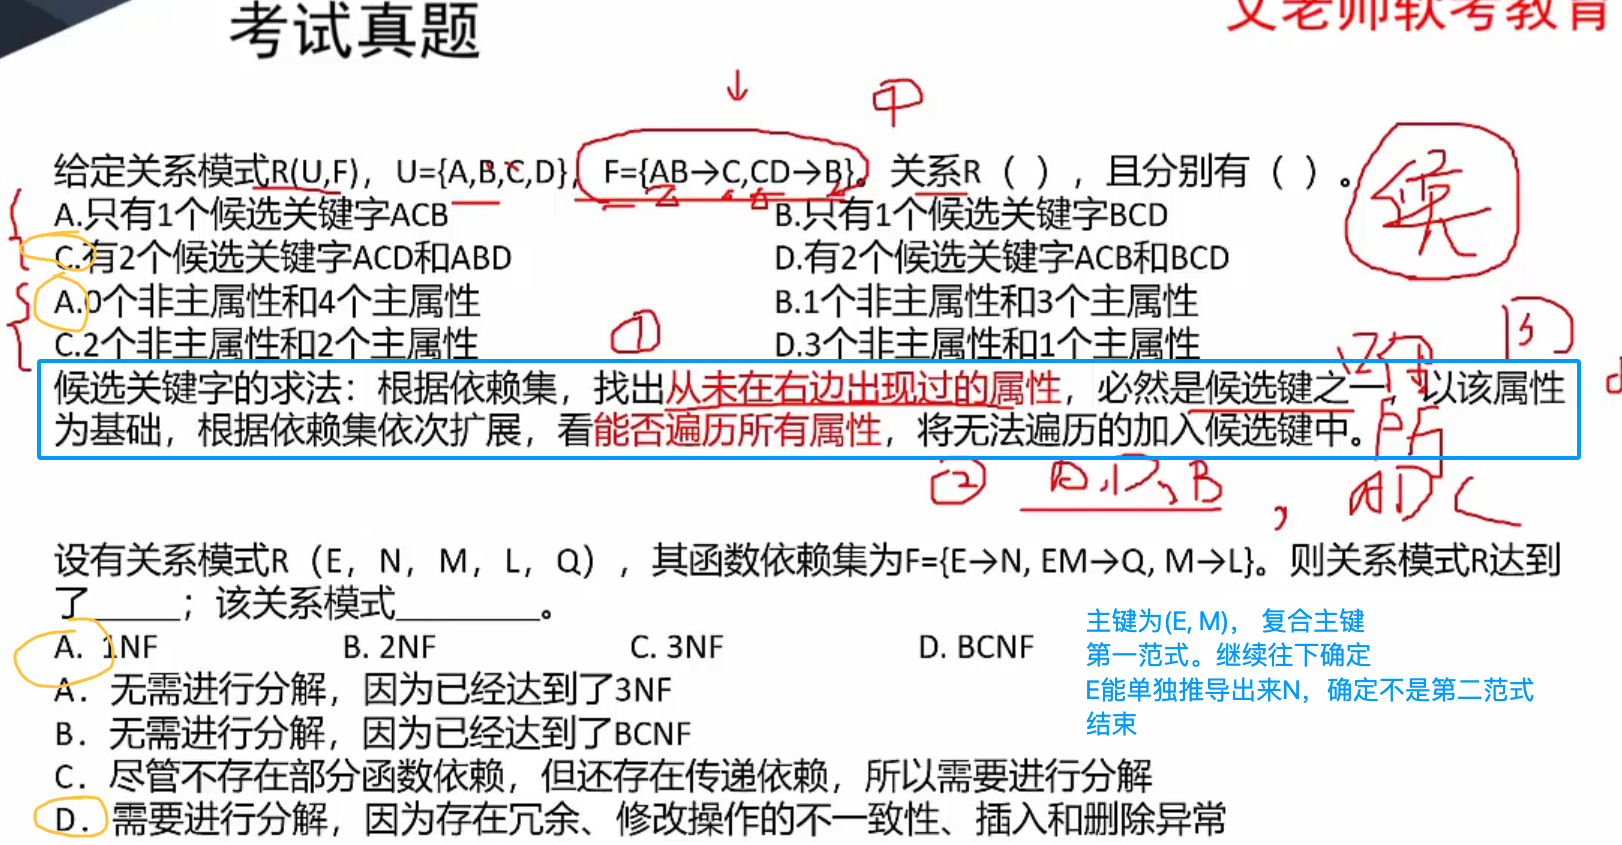 考试真题
文老师软考教育
给定关系模式R(U,F)，U={A,B,C,D}，F={AB→C,CD→B}。关系R（ ），且分别有（ ）。
A.只有1个候选关键字ACB B.只有1个候选关键字BCD
C.有2个候选关键字ACD和ABD D.有2个候选关键字ACB和BCD
A.0个非主属性和4个主属性 B.1个非主属性和3个主属性
C.2个非主属性和2个主属性 D.3个非主属性和1个主属性
候选关键字的求法：根据依赖集，找出从未在右边出现过的属性，必然是候选键之一，以该属性
为基础，根据依赖集依次扩展，看能否遍历所有属性，将无法遍历的加入候选键中。
① ② A,D,B , ADC
设有关系模式R（E，N，M，L，Q），其函数依赖集为F={E→N, EM→Q, M→L}。则关系模式R达到
了_____；该关系模式________。
A. 1NF B. 2NF C. 3NF D. BCNF
A．无需进行分解，因为已经达到了3NF
B．无需进行分解，因为已经达到了BCNF
C．尽管不存在部分函数依赖，但还存在传递依赖，所以需要进行分解
D．需要进行分解，因为存在冗余、修改操作的不一致性、插入和删除异常
主键为(E, M)， 复合主键
第一范式。继续往下确定
E能单独推导出来N，确定不是第二范式
结束